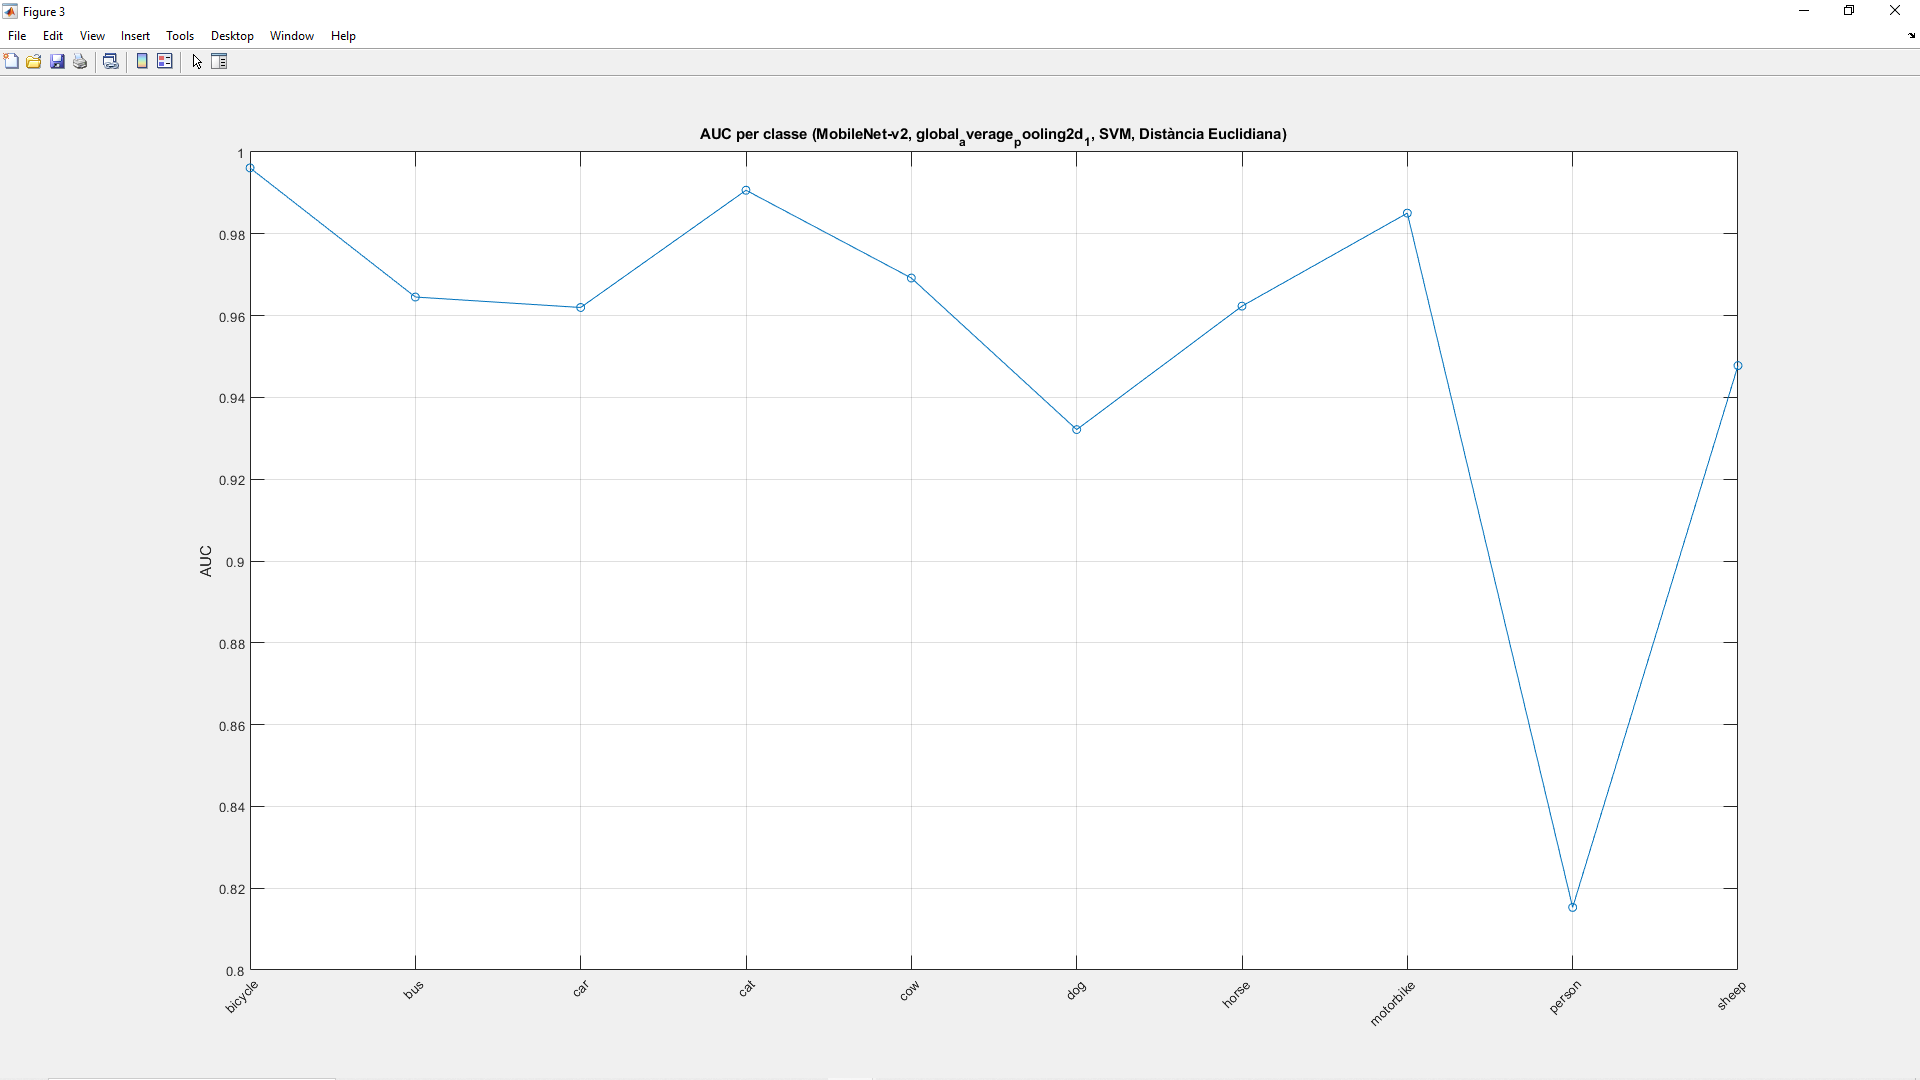 Figure 3
File Edit View Insert Tools Desktop Window Help
AUC per classe (MobileNet-v2, global_average_pooling2d_1, SVM, Distància Euclidiana)
1
0.98
0.96
0.94
0.92
0.9
0.88
0.86
0.84
0.82
0.8
AUC
bicycle bus car cat cow dog horse motorbike person sheep